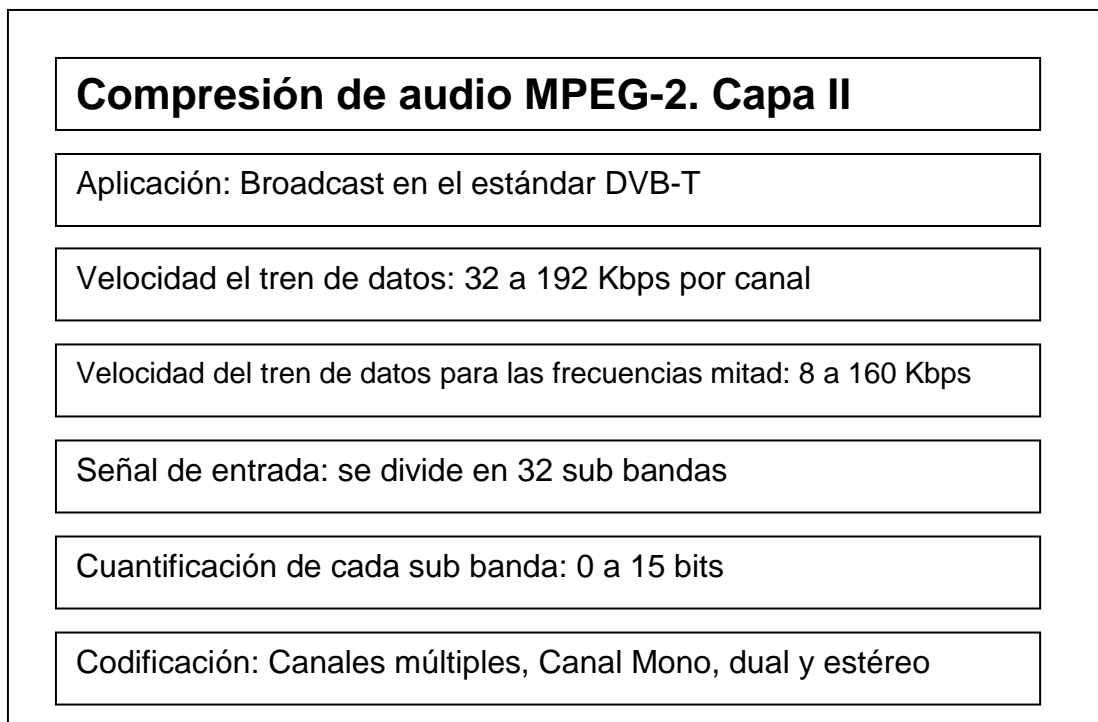 Compresión de audio MPEG-2. Capa II
Aplicación: Broadcast en el estándar DVB-T
Velocidad el tren de datos: 32 a 192 Kbps por canal
Velocidad del tren de datos para las frecuencias mitad: 8 a 160 Kbps
Señal de entrada: se divide en 32 sub bandas
Cuantificación de cada sub banda: 0 a 15 bits
Codificación: Canales múltiples, Canal Mono, dual y estéreo